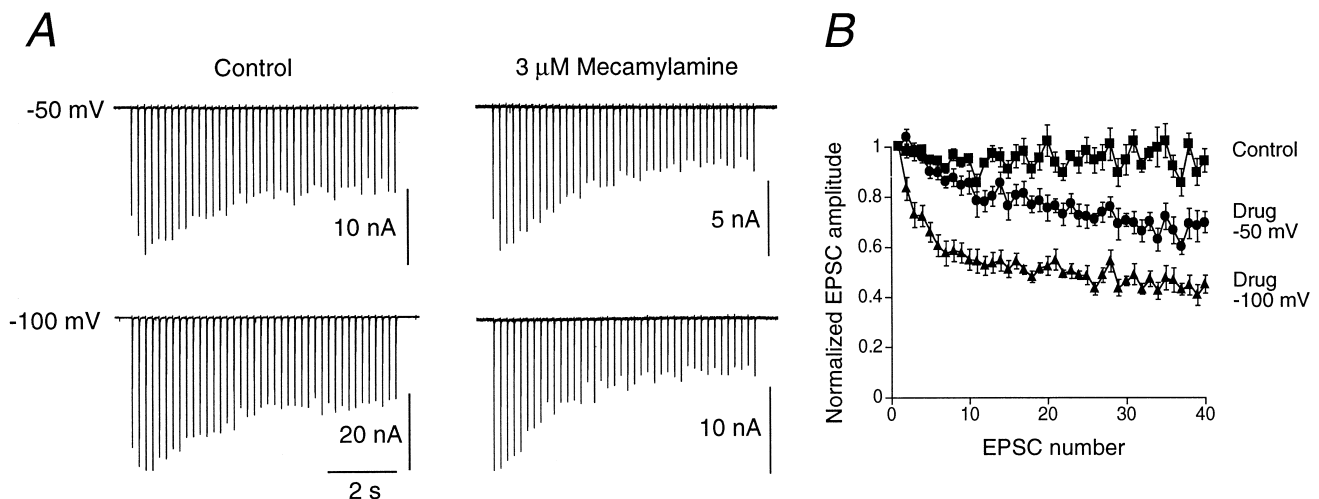 A
Control
3 μM Mecamylamine
-50 mV
10 nA
5 nA
-100 mV
20 nA
10 nA
2 s
B
Normalized EPSC amplitude
1
0.8
0.6
0.4
0.2
0
0
10
20
30
40
EPSC number
Control
Drug
-50 mV
Drug
-100 mV